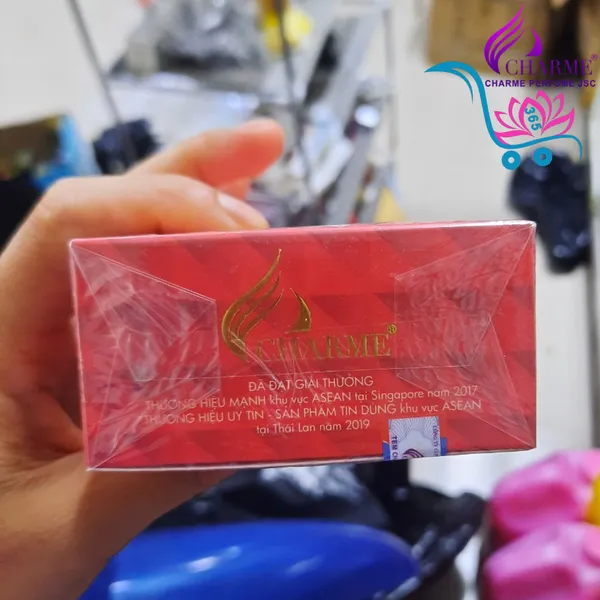 CHARME®
CHARME PERFUME JSC
365
CHARME®
ĐÃ ĐẠT GIẢI THƯỞNG
THƯƠNG HIỆU MẠNH khu vực ASEAN tại Singapore năm 2017
THƯƠNG HIỆU UY TÍN - SẢN PHẨM TIN DÙNG khu vực ASEAN
tại Thái Lan năm 2019